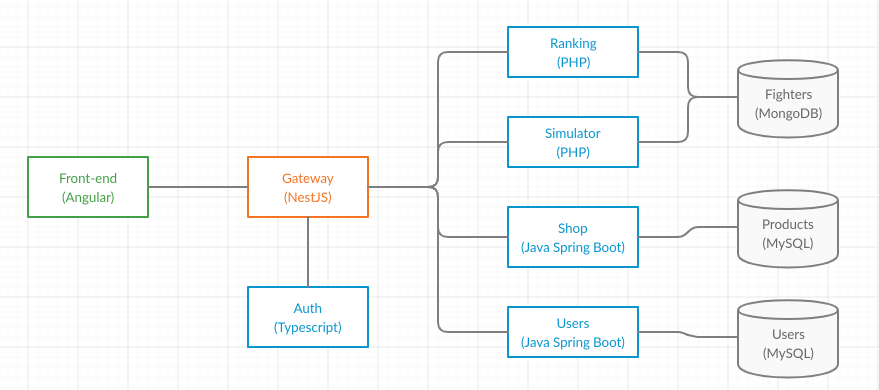 Ranking
(PHP)
Fighters
(MongoDB)
Simulator
(PHP)
Front-end
(Angular)
Gateway
(NestJS)
Shop
(Java Spring Boot)
Products
(MySQL)
Auth
(Typescript)
Users
(Java Spring Boot)
Users
(MySQL)